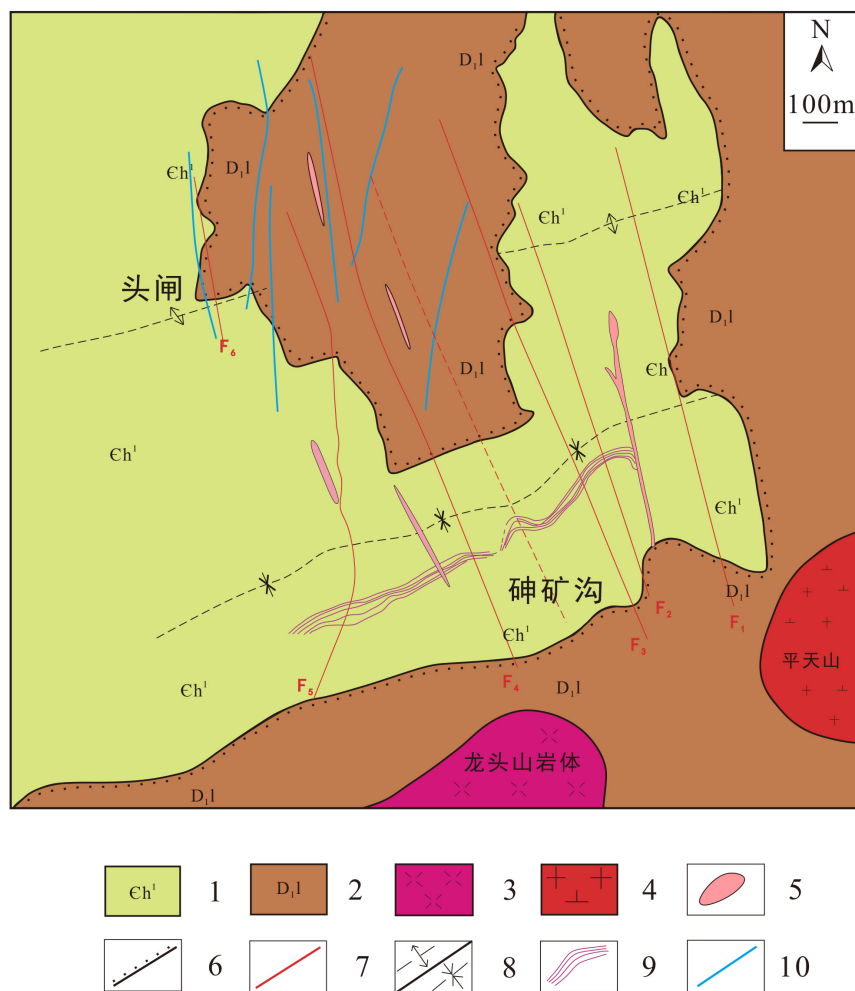 N
100m
D₁l
Єh¹
D₁l
Єh¹
Єh¹
头闸
D₁l
F₆
D₁l
Єh
Єh¹
Єh¹
砷矿沟
D₁l
F₂
F₁
Єh¹
F₃
平天山
Єh¹
F₅
F₄
D₁l
龙头山岩体
D₁l
Єh¹ 1 D₁l 2 3 4 5
6 7 8 9 10